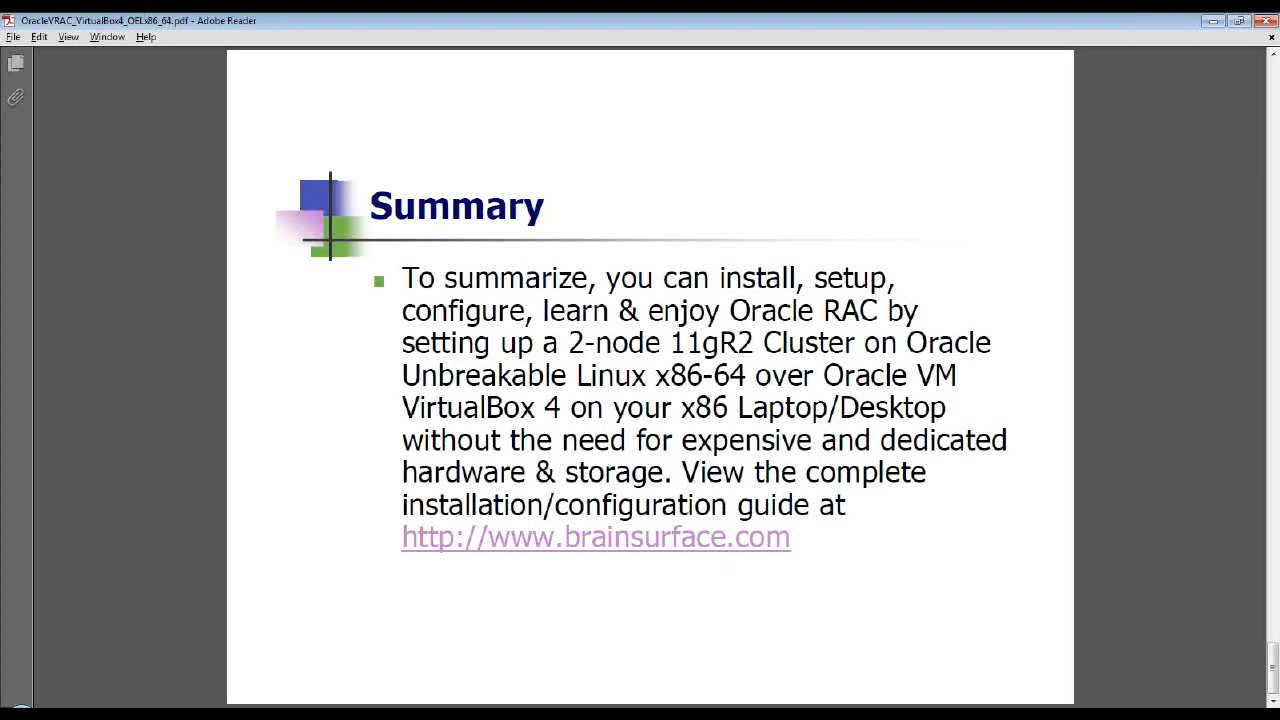 OracleVRAC_VirtualBox4_OELx86_64.pdf - Adobe Reader
File Edit View Window Help
Summary
To summarize, you can install, setup,
configure, learn & enjoy Oracle RAC by
setting up a 2-node 11gR2 Cluster on Oracle
Unbreakable Linux x86-64 over Oracle VM
VirtualBox 4 on your x86 Laptop/Desktop
without the need for expensive and dedicated
hardware & storage. View the complete
installation/configuration guide at
http://www.brainsurface.com